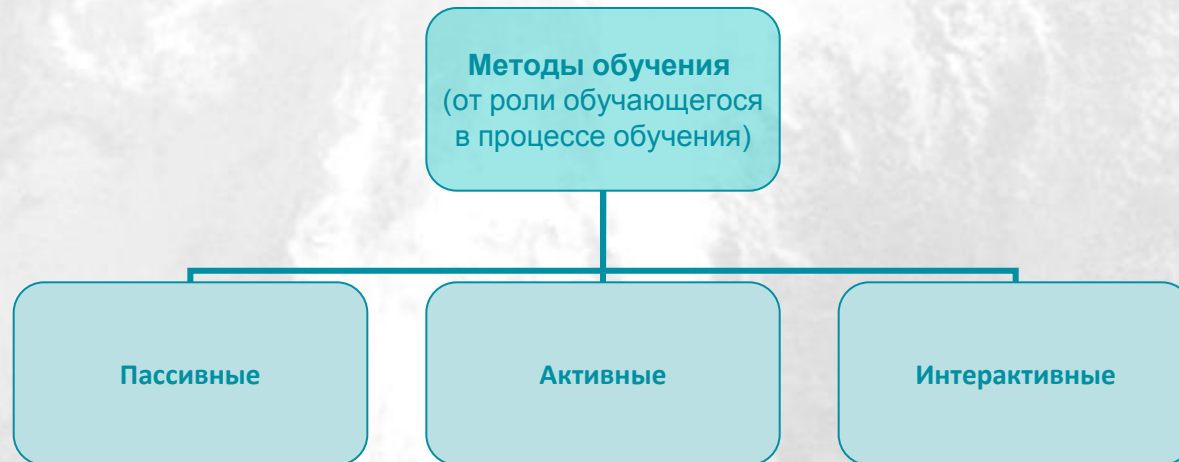 Методы обучения
(от роли обучающегося
в процессе обучения)
Пассивные
Активные
Интерактивные